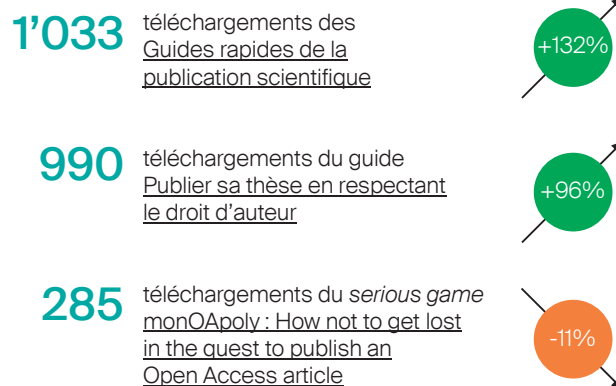 1'033
téléchargements des
Guides rapides de la
publication scientifique
+132%
990
téléchargements du guide
Publier sa thèse en respectant
le droit d'auteur
+96%
285
téléchargements du serious game
monOApoly : How not to get lost
in the quest to publish an
Open Access article
-11%